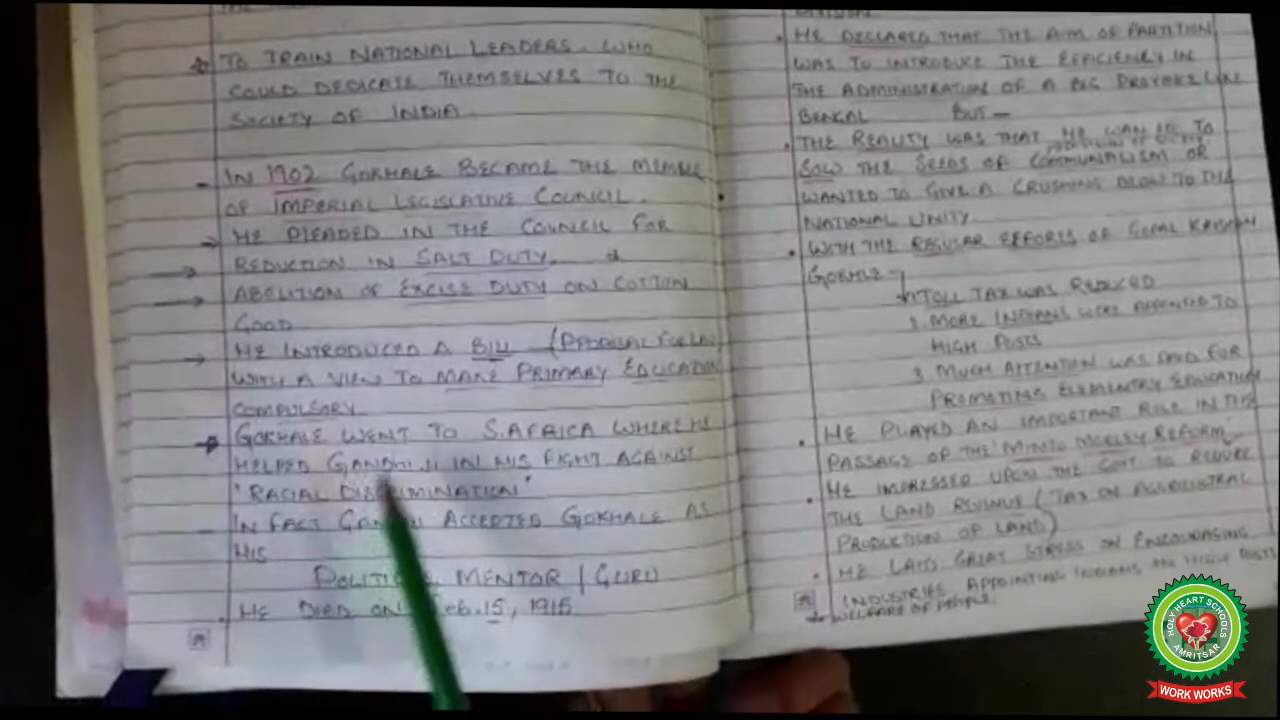 TO TRAIN NATIONAL LEADERS. WHO
COULD DEDICATE THEMSELVES TO THE
SOCIETY OF INDIA.
- IN 1902 GOKHALE BECAME THE MEMBER
OF IMPERIAL LEGISLATIVE COUNCIL.
→ HE PLEADED IN THE COUNCIL FOR
→ REDUCTION IN SALT DUTY &
→ ABOLITION OF EXCISE DUTY ON COTTON
GOOD
→ HE INTRODUCED A BILL (PROPOSAL FOR LAW)
WITH A VIEW TO MAKE PRIMARY EDUCATION
COMPULSORY
→ GOKHALE WENT TO S.AFRICA WHERE HE
HELPED GANDHI JI IN HIS FIGHT AGAINST
"RACIAL DISCRIMINATION"
- IN FACT GANDHI ACCEPTED GOKHALE AS
HIS
POLITICAL MENTOR / GURU
. HE DIED ON Feb. 15, 1915.
. HE DECLARED THAT THE AIM OF PARTITION
WAS TO INTRODUCE THE EFFICIENCY IN
THE ADMINISTRATION OF A BIG PROVINCE LIKE
BENGAL BUT —
. THE REALITY WAS THAT HE WANTED TO
SOW THE SEEDS OF COMMUNALISM OR
WANTED TO GIVE A CRUSHING BLOW TO THE
NATIONAL UNITY
. WITH THE REGULAR EFFORTS OF GOPAL KRISHAN
GOKHLE -
1 TOLL TAX WAS REDUCED
2 MORE INDIANS WERE APPOINTED TO
HIGH POSTS
3 MUCH ATTENTION WAS PAID FOR
PROMOTING ELEMENTRY EDUCATION
. HE PLAYED AN IMPORTANT ROLE IN THE
PASSAGE OF THE 'MINTO MORLEY REFORM
. HE IMPRESSED UPON THE GOVT TO REDUCE
THE LAND REVENUE (TAX ON AGRICULTRAL
PRODUCTION OF LAND)
. HE LAID GREAT STRESS ON ENCOURAGING
INDUSTRIES APPOINTING INDIANS ON HIGH POSTS
WELFARE OF PEOPLE.
HOLY HEART SCHOOLS
AMRITSAR
WORK WORKS